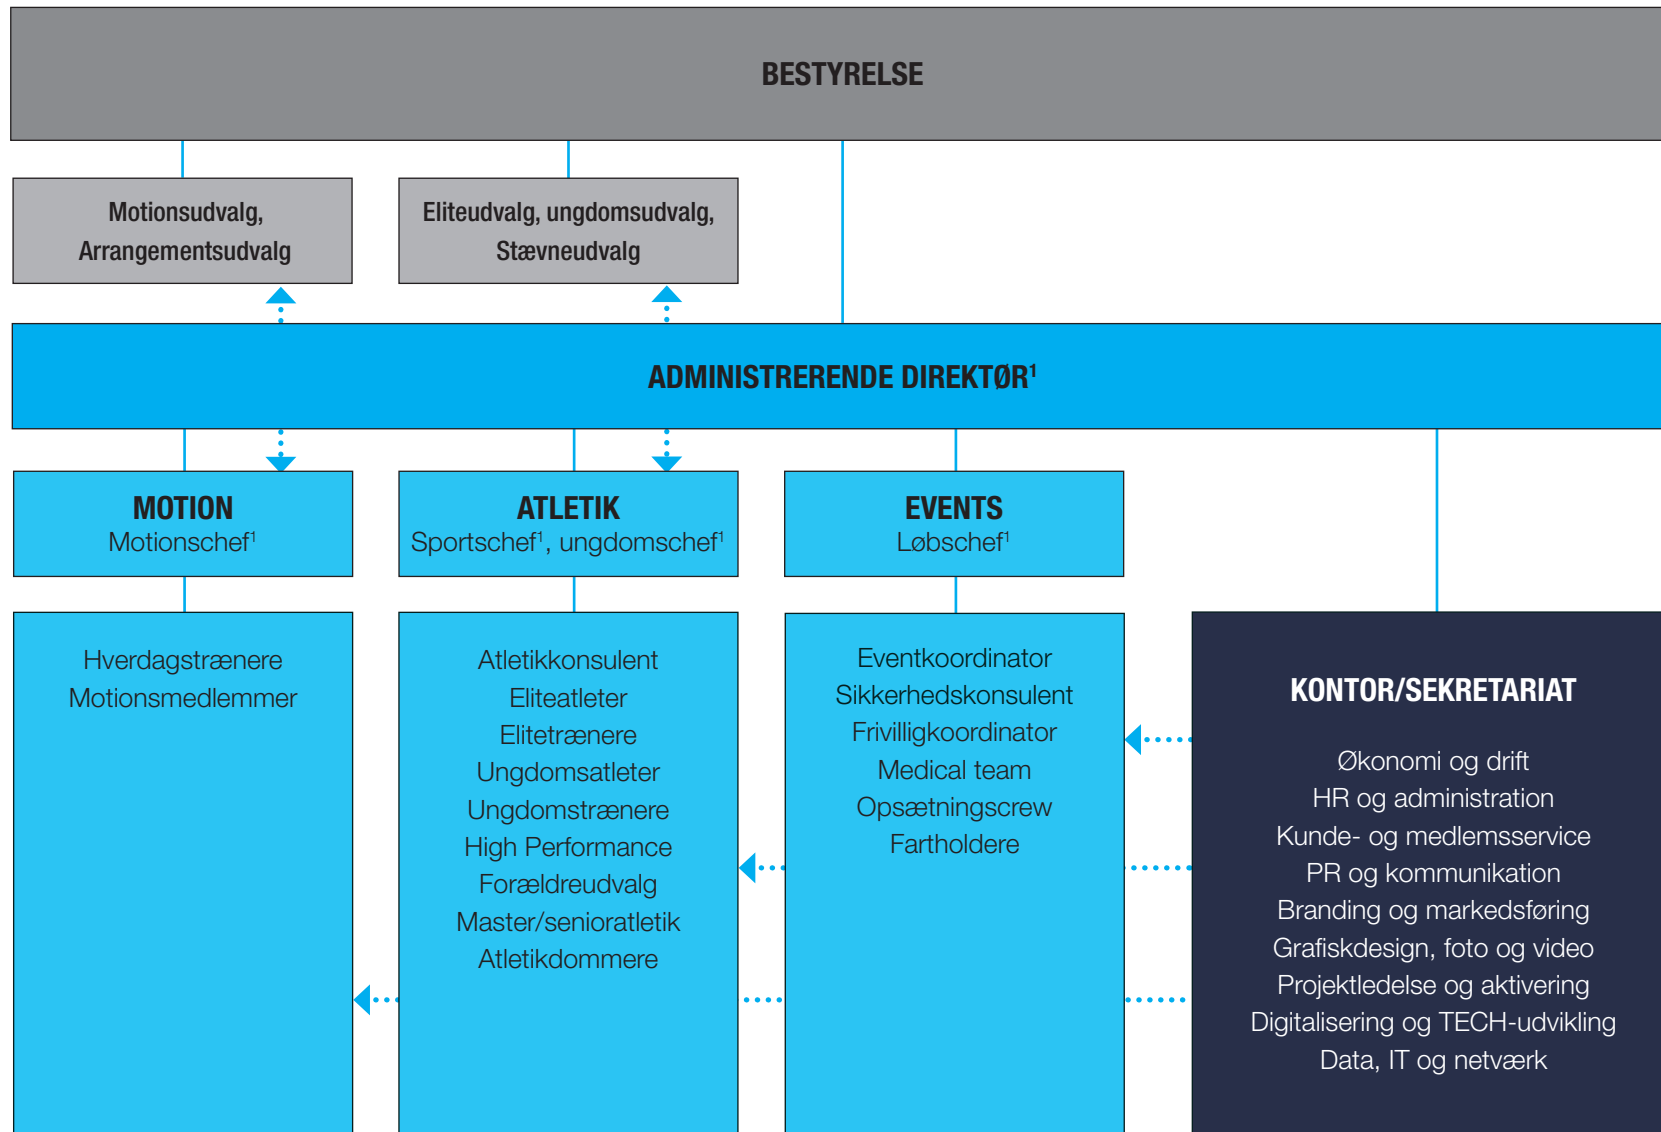 BESTYRELSE
Motionsudvalg,
Arrangementsudvalg
Eliteudvalg, ungdomsudvalg,
Stævneudvalg
ADMINISTRERENDE DIREKTØR¹
MOTION
Motionschef¹
ATLETIK
Sportschef¹, ungdomschef¹
EVENTS
Løbschef¹
Hverdagstrænere
Motionsmedlemmer
Atletikkonsulent
Eliteatleter
Elitetrænere
Ungdomsatleter
Ungdomstrænere
High Performance
Forældreudvalg
Master/senioratletik
Atletikdommere
Eventkoordinator
Sikkerhedskonsulent
Frivilligkoordinator
Medical team
Opsætningscrew
Fartholdere
KONTOR/SEKRETARIAT
Økonomi og drift
HR og administration
Kunde- og medlemsservice
PR og kommunikation
Branding og markedsføring
Grafiskdesign, foto og video
Projektledelse og aktivering
Digitalisering og TECH-udvikling
Data, IT og netværk